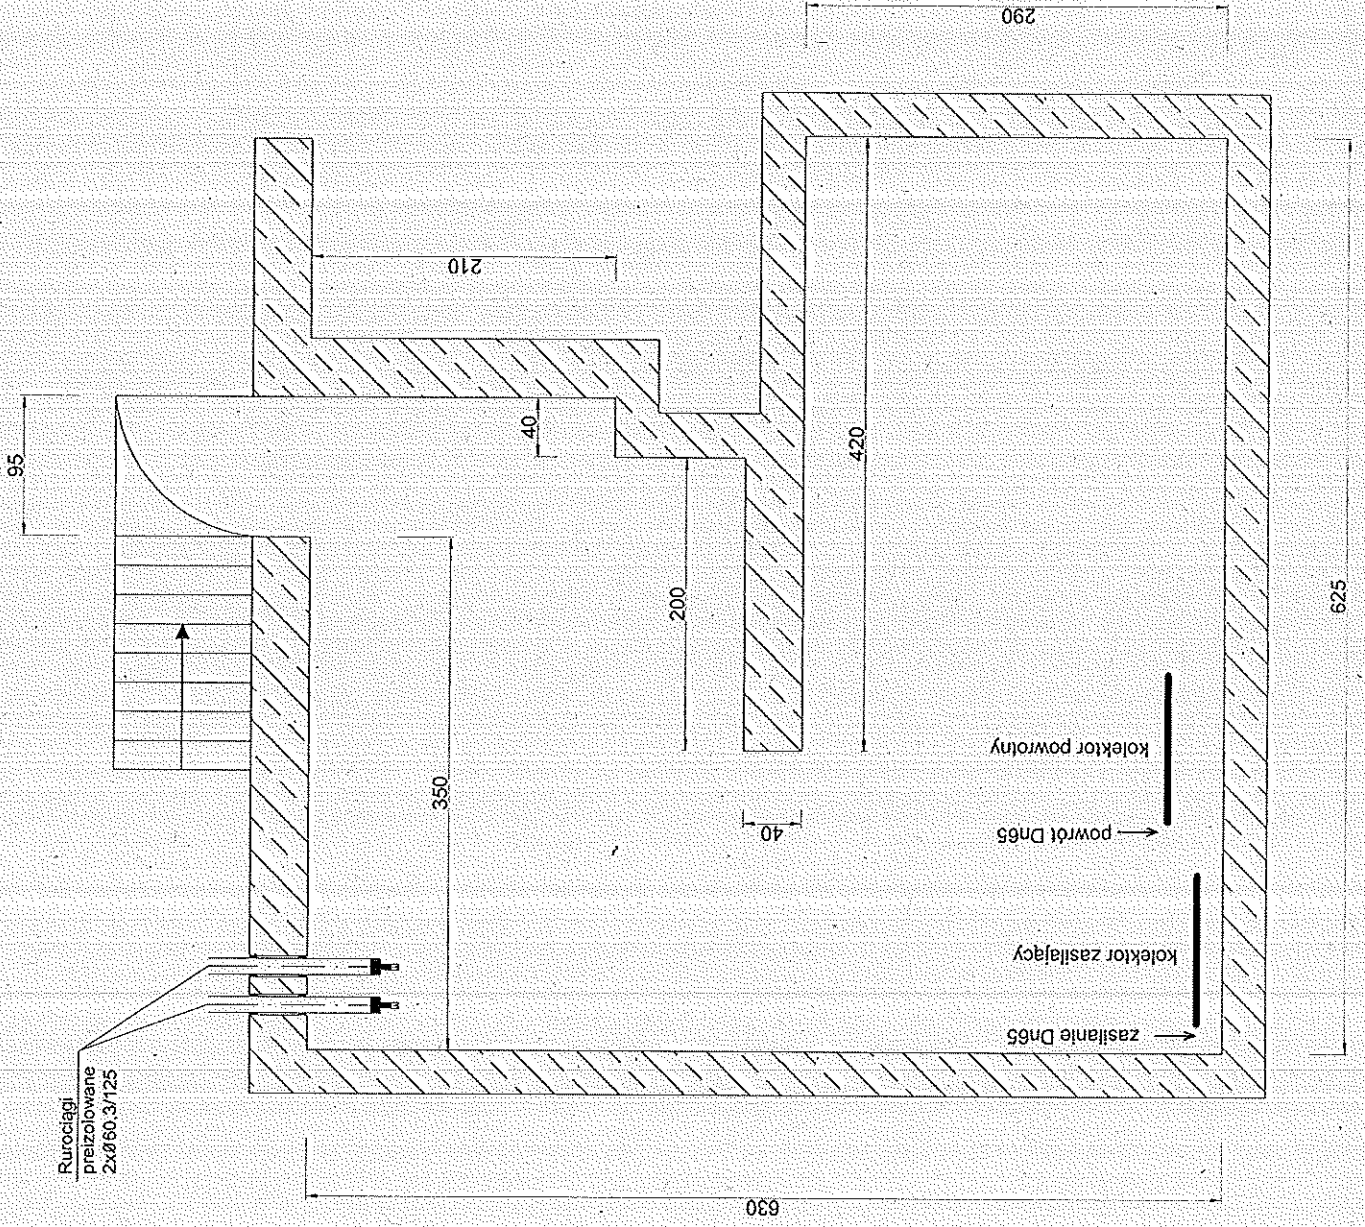 290
95
210
40
420
200
350
40
625
630
kolektor powrotny
powrót Dn65
kolektor zasilający
zasilanie Dn65
Rurociągi
preizolowane
2xø60.3/125